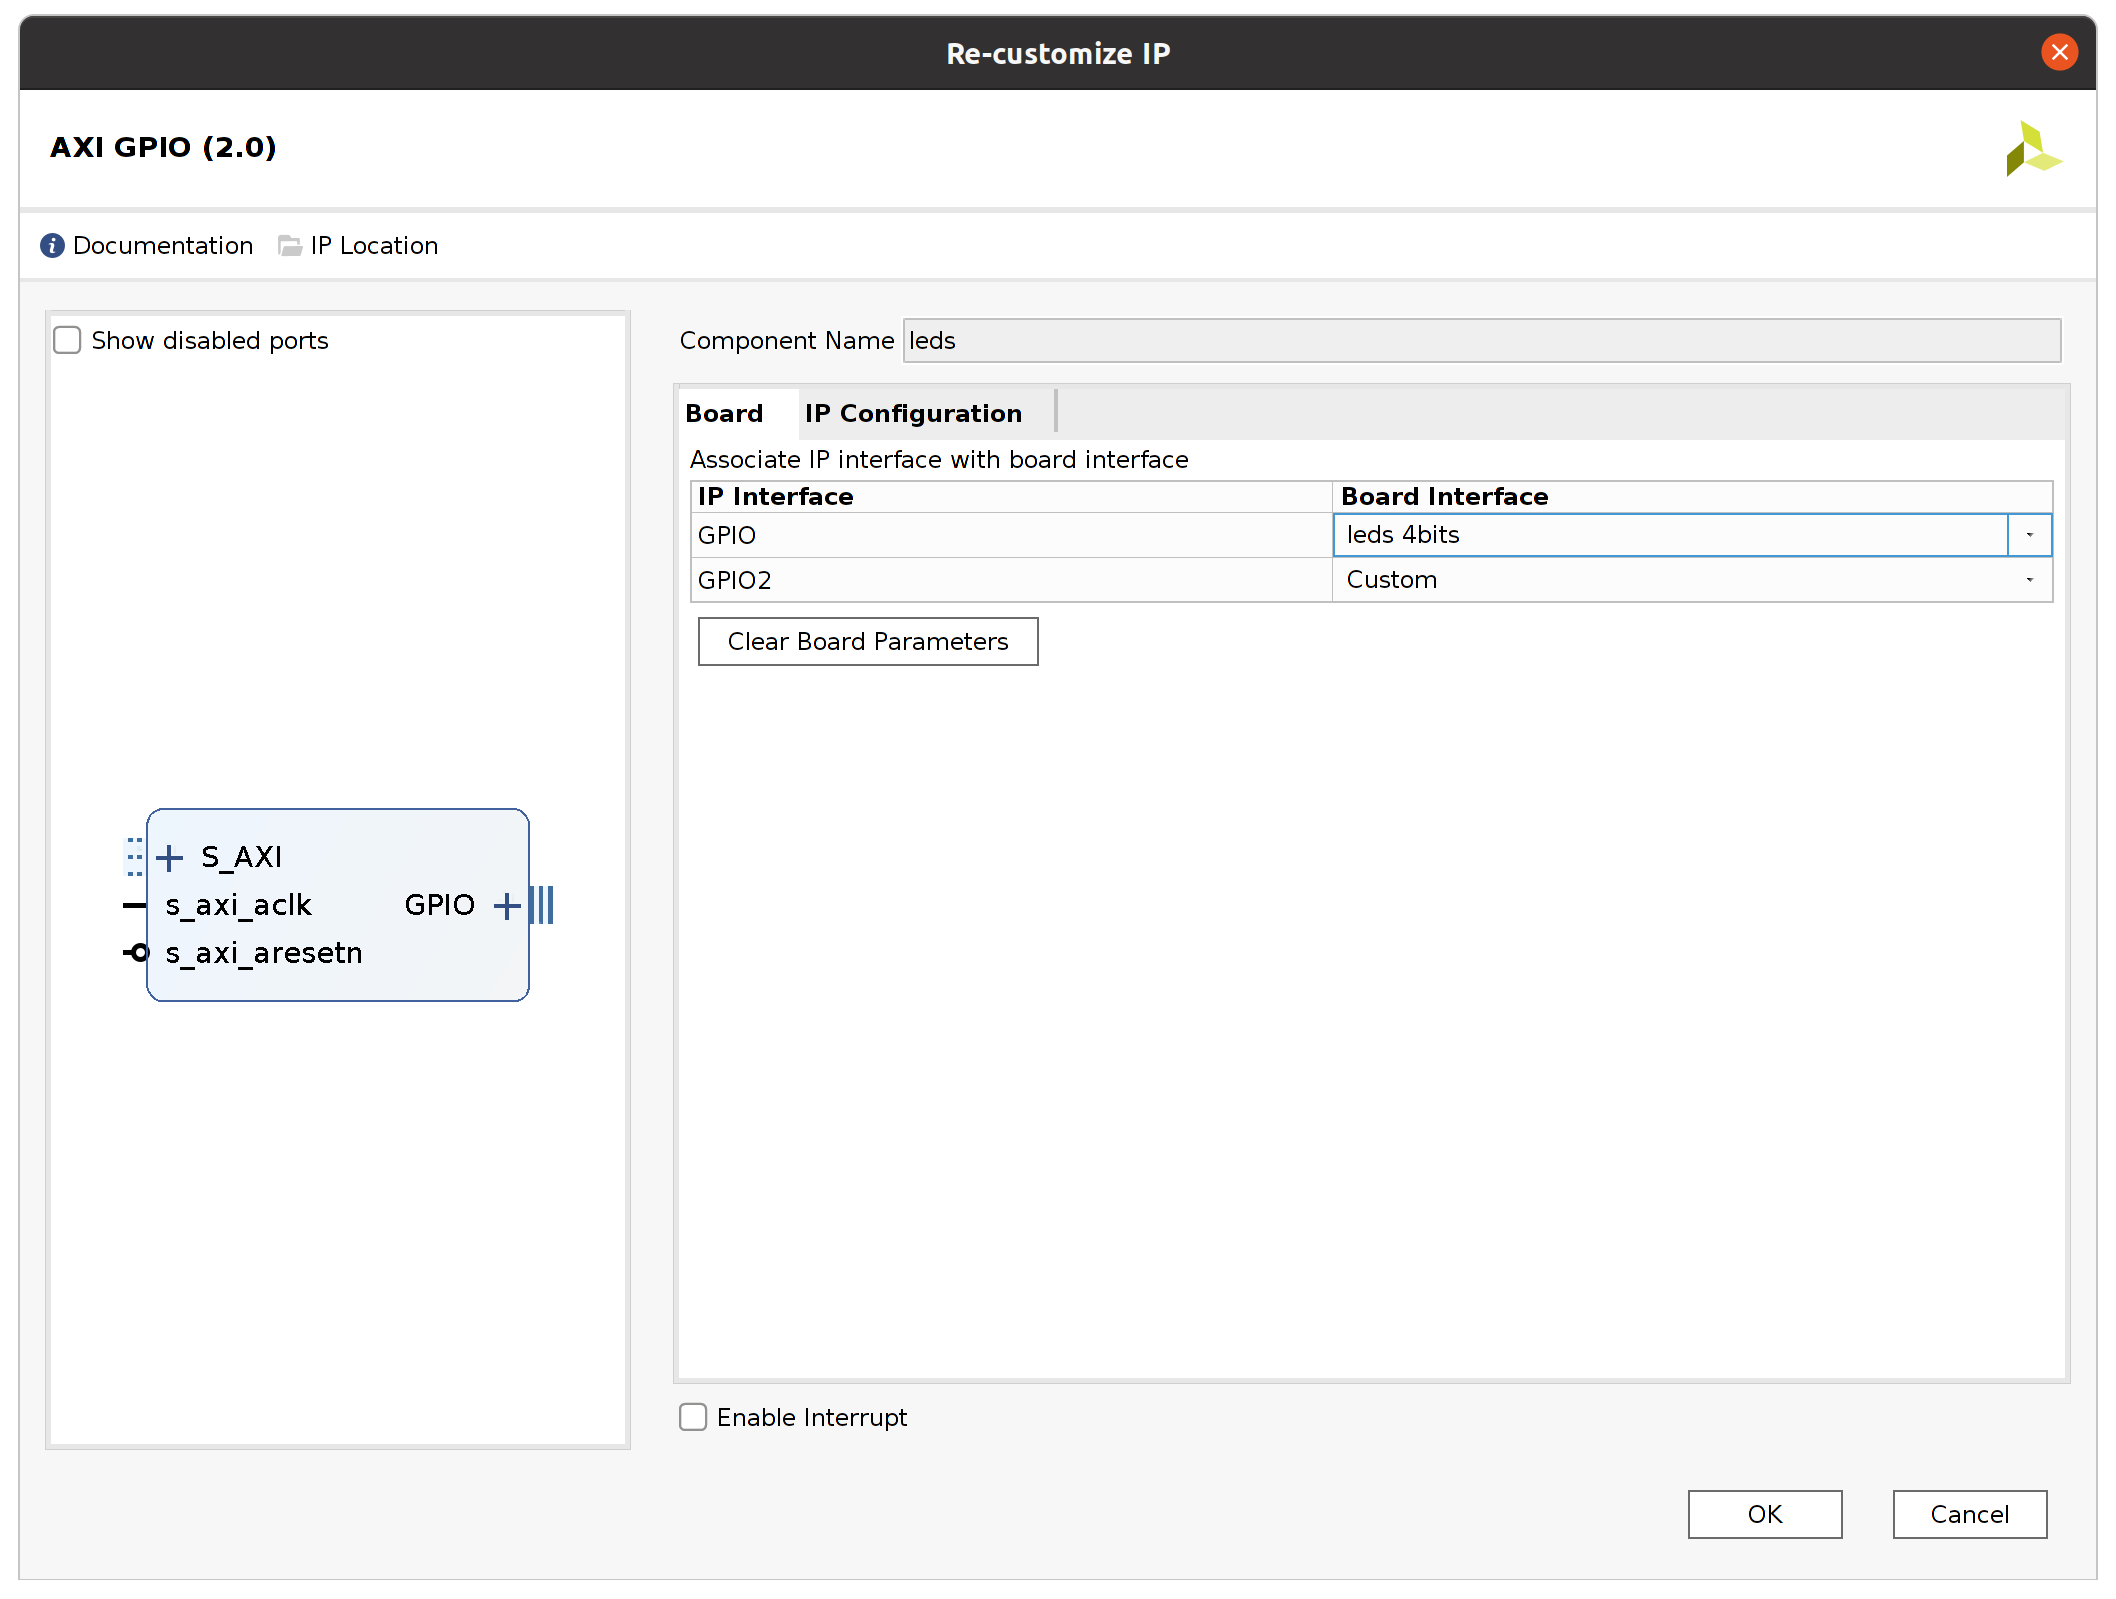 Re-customize IP
AXI GPIO (2.0)
Documentation IP Location
Show disabled ports
S_AXI
s_axi_aclk GPIO
s_axi_aresetn
Component Name leds
Board IP Configuration
Associate IP interface with board interface
IP Interface Board Interface
GPIO leds 4bits
GPIO2 Custom
Clear Board Parameters
Enable Interrupt
OK Cancel